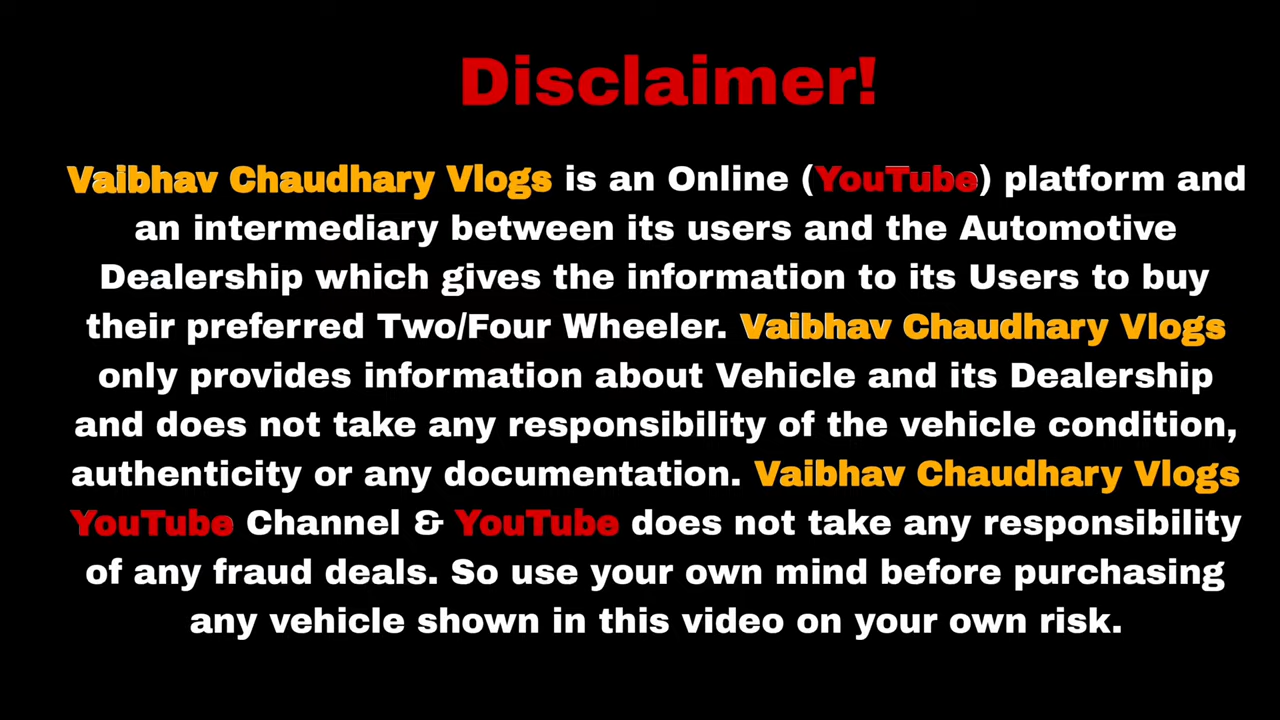 Disclaimer!
Vaibhav Chaudhary Vlogs is an Online (YouTube) platform and
an intermediary between its users and the Automotive
Dealership which gives the information to its Users to buy
their preferred Two/Four Wheeler. Vaibhav Chaudhary Vlogs
only provides information about Vehicle and its Dealership
and does not take any responsibility of the vehicle condition,
authenticity or any documentation. Vaibhav Chaudhary Vlogs
YouTube Channel & YouTube does not take any responsibility
of any fraud deals. So use your own mind before purchasing
any vehicle shown in this video on your own risk.